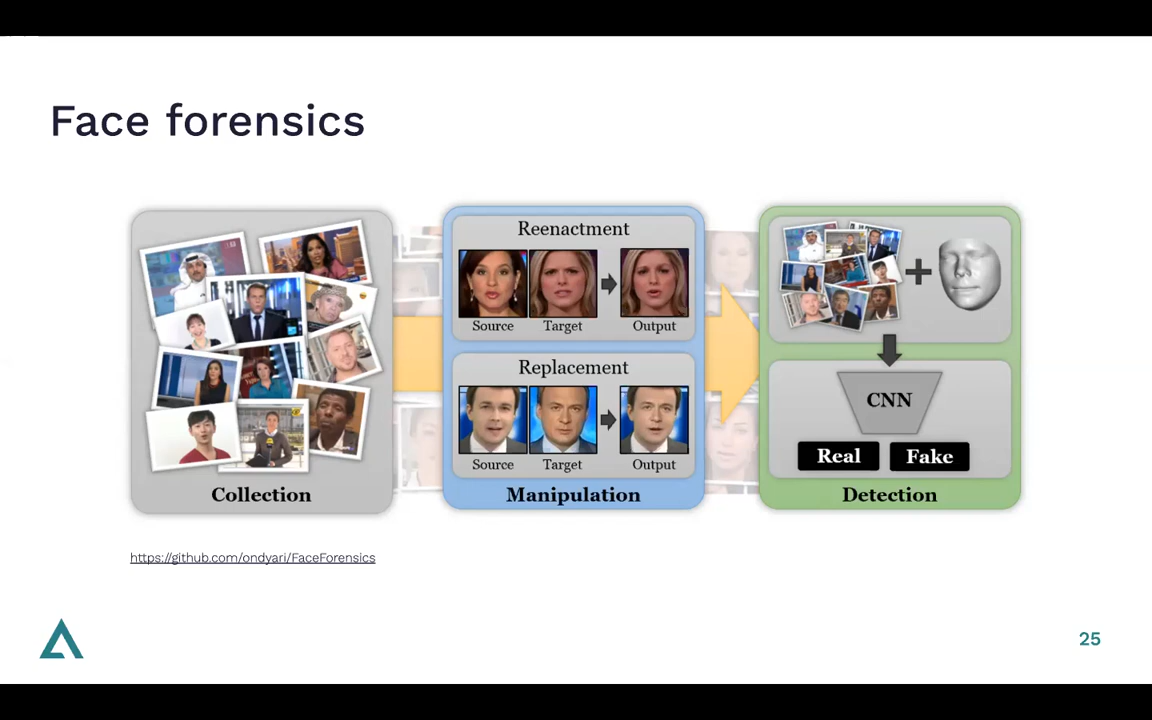 Face forensics
Collection
Reenactment
Source Target Output
Replacement
Source Target Output
Manipulation
CNN
Real Fake
Detection
https://github.com/ondyari/FaceForensics
25